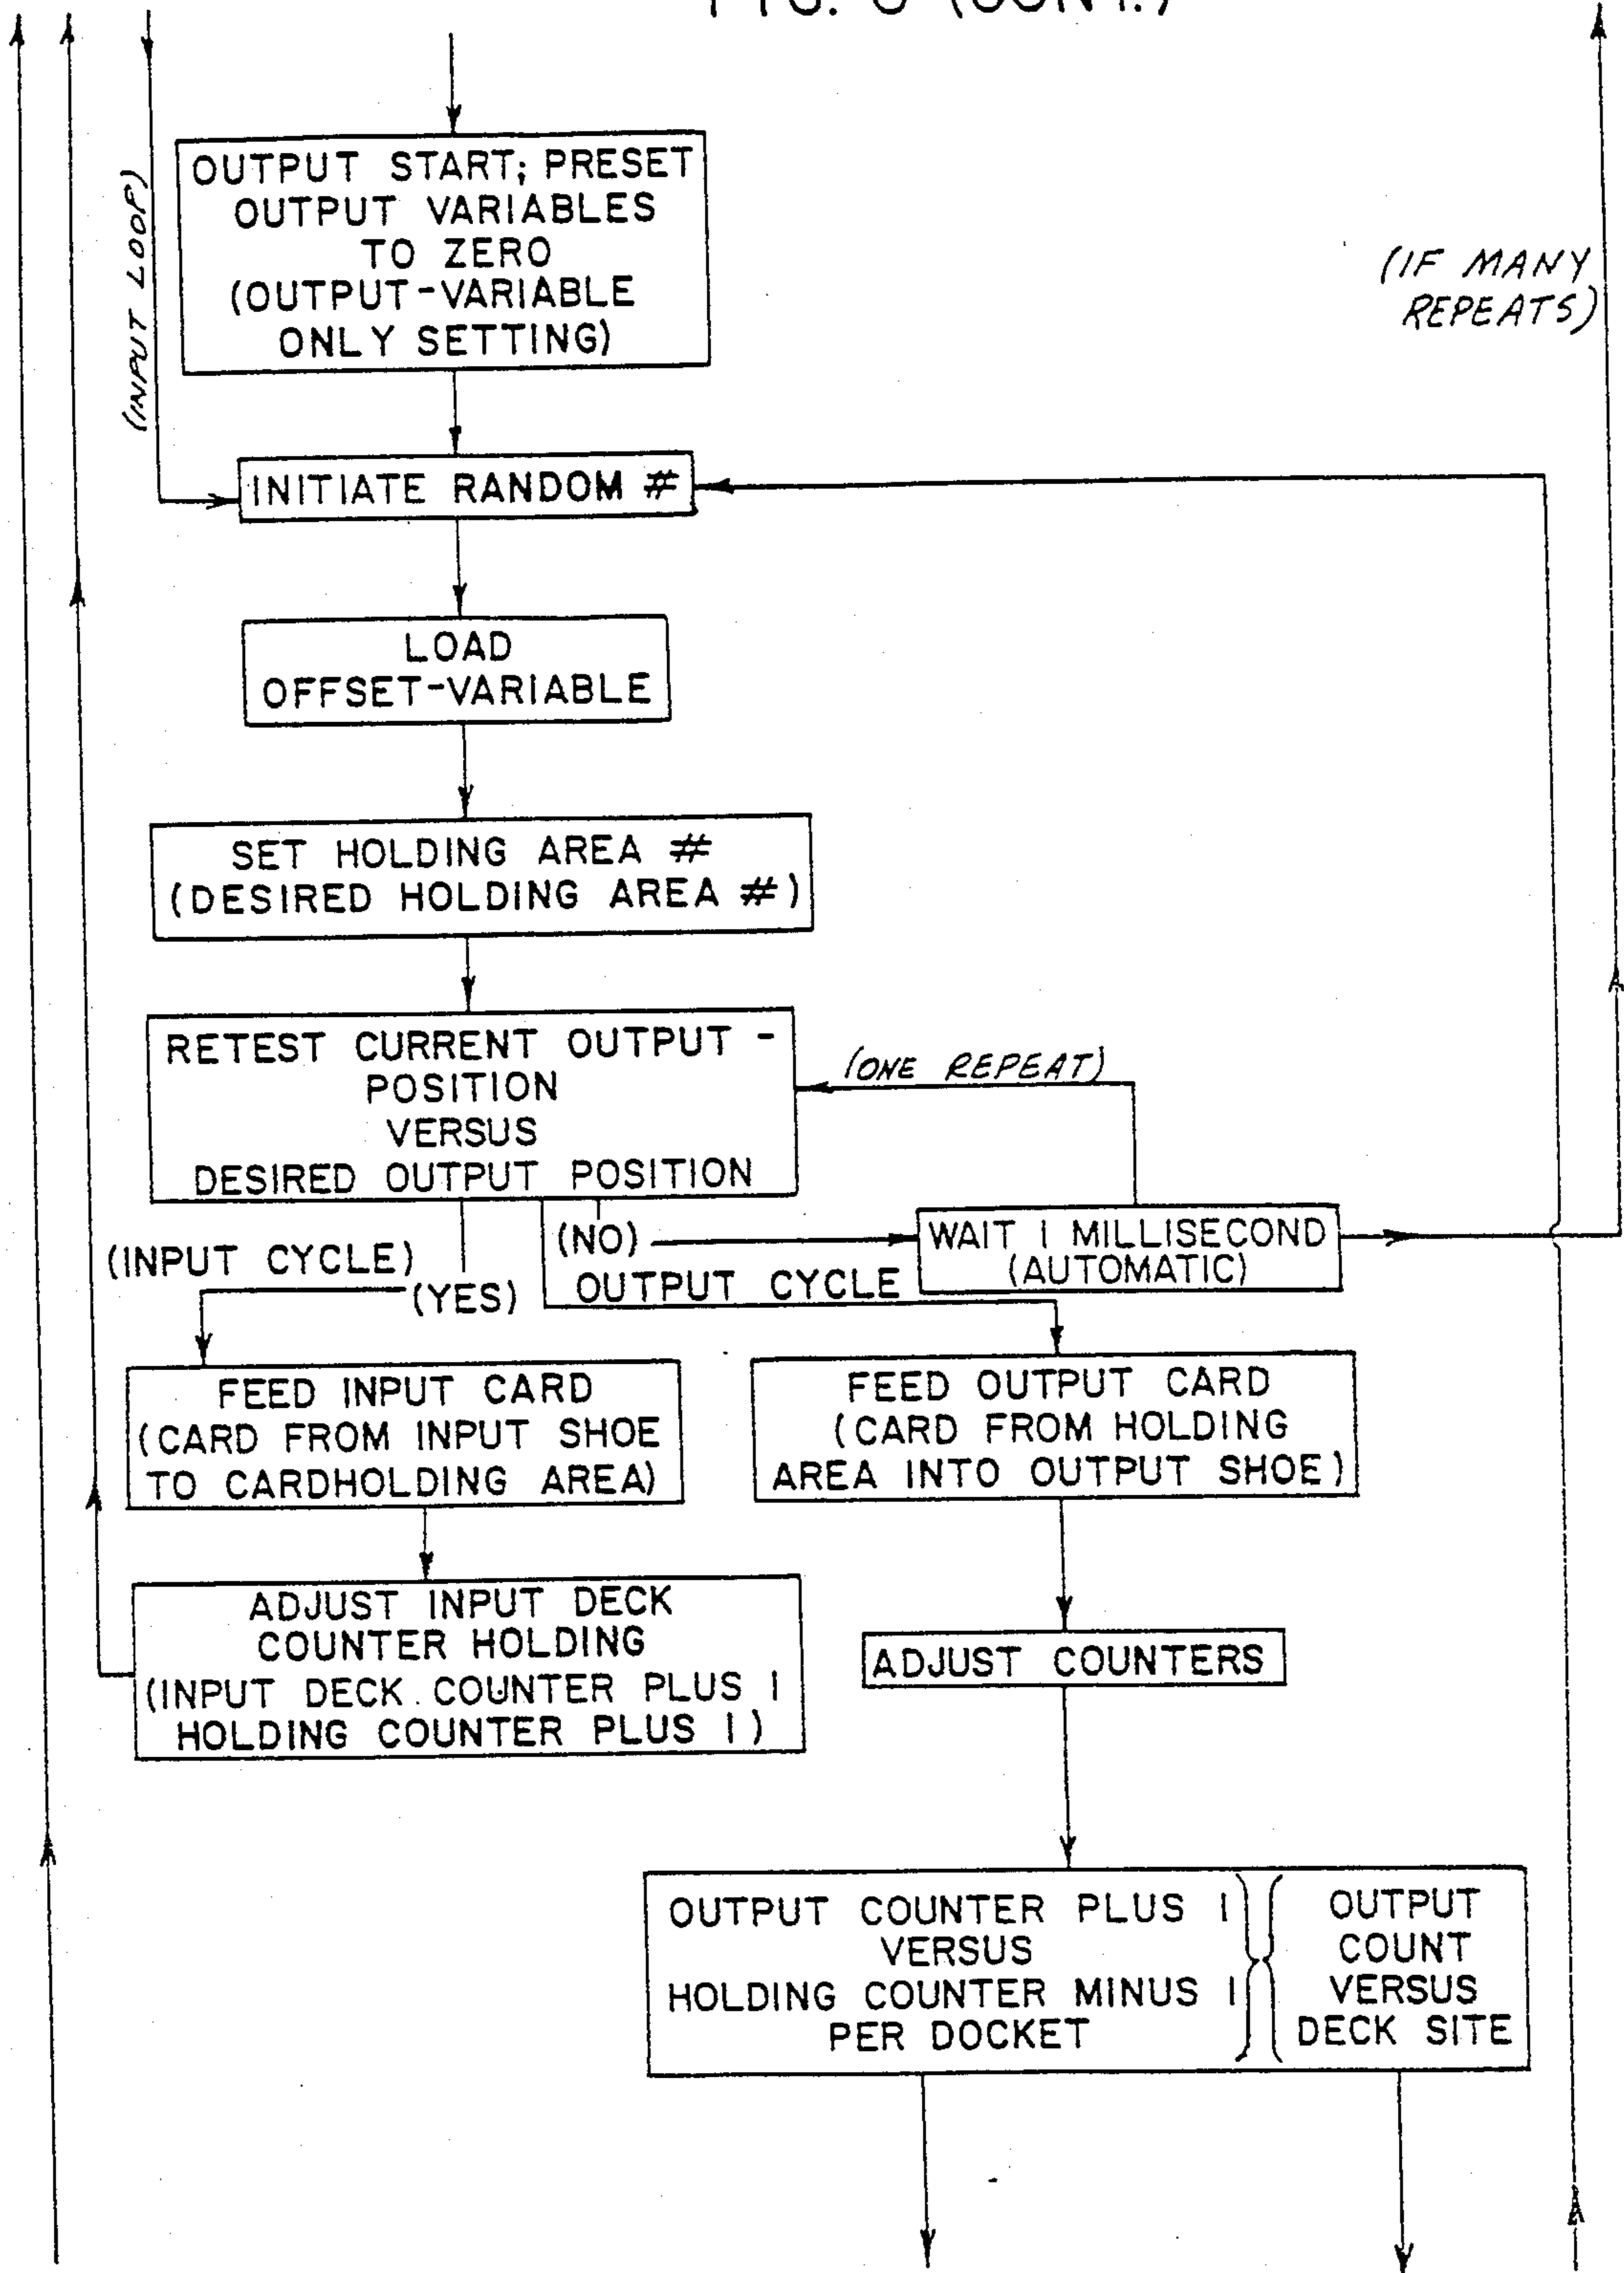 (CONT.)
OUTPUT START; PRESET
OUTPUT VARIABLES
TO ZERO
(OUTPUT-VARIABLE
ONLY SETTING)
(INPUT LOOP)
(IF MANY
REPEATS)
INITIATE RANDOM #
LOAD
OFFSET-VARIABLE
SET HOLDING AREA #
(DESIRED HOLDING AREA #)
RETEST CURRENT OUTPUT -
POSITION
VERSUS
DESIRED OUTPUT POSITION
(ONE REPEAT)
(INPUT CYCLE)
(YES)
(NO)
OUTPUT CYCLE
WAIT 1 MILLISECOND
(AUTOMATIC)
FEED INPUT CARD
(CARD FROM INPUT SHOE
TO CARDHOLDING AREA)
FEED OUTPUT CARD
(CARD FROM HOLDING
AREA INTO OUTPUT SHOE)
ADJUST INPUT DECK
COUNTER HOLDING
(INPUT DECK COUNTER PLUS 1
HOLDING COUNTER PLUS 1)
ADJUST COUNTERS
OUTPUT COUNTER PLUS 1
VERSUS
HOLDING COUNTER MINUS 1
PER DOCKET
OUTPUT
COUNT
VERSUS
DECK SITE